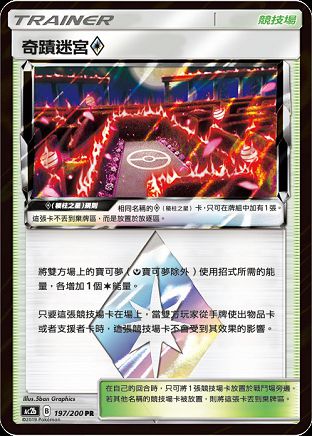 TRAINER 競技場
奇蹟迷宮◇
◇(稜柱之星)規則
相同名稱的◇(稜柱之星)卡,只可在牌組中加有1張。
這張卡不丟到棄牌區,而是放置於放逐區。
將雙方場上的寶可夢(寶可夢除外)使用招式所需的能
量,各增加1個能量。
只要這張競技場卡在場上,當雙方玩家從手牌使出物品卡
或者支援者卡時,這張競技場卡不會受到其效果的影響。
Illus. 5ban Graphics
在自己的回合時,只可將1張競技場卡放置於戰鬥場旁邊。
若其他名稱的競技場卡被放置,則將這張卡丟到棄牌區。
AC2b B 197/200 PR
©2019 Pokémon